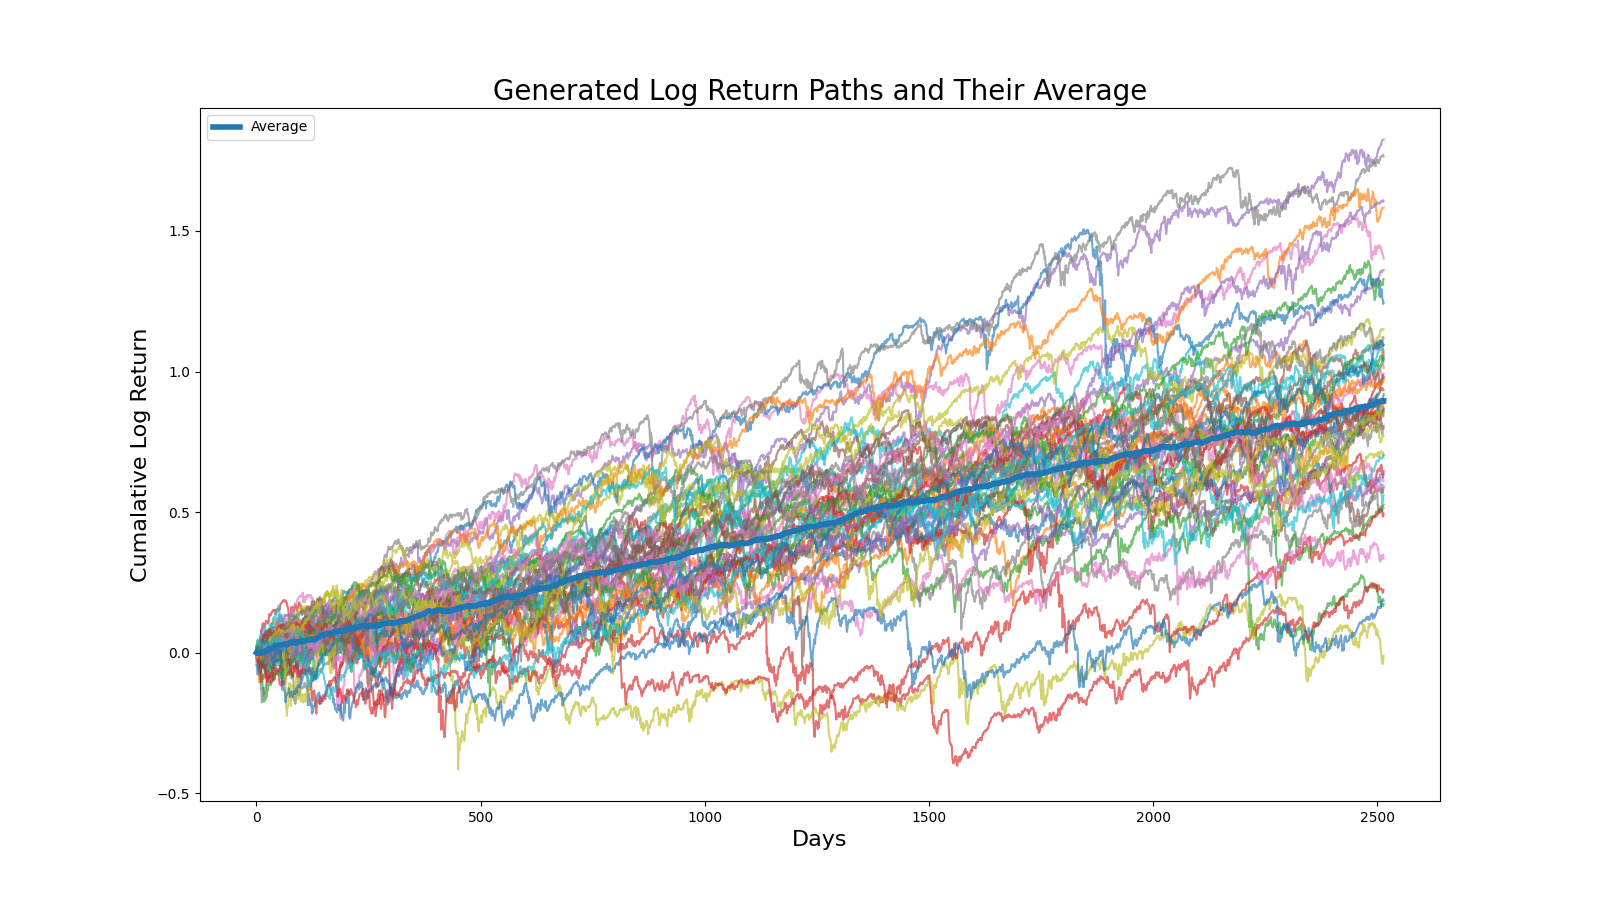 Generated Log Return Paths and Their Average
Average
Cumalative Log Return
1.5
1.0
0.5
0.0
−0.5
0
500
1000
1500
2000
2500
Days